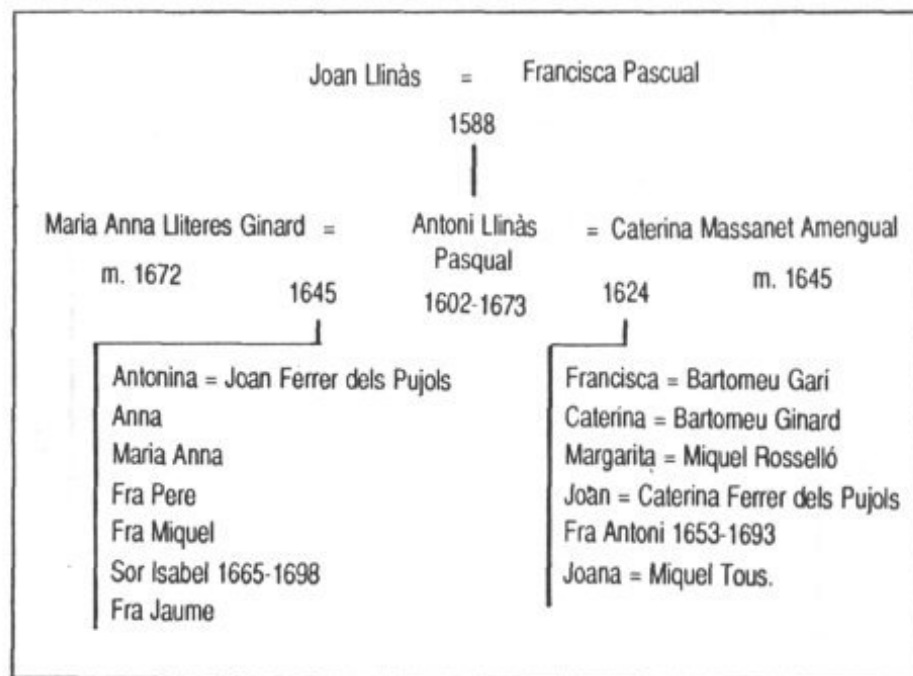 Joan Llinàs = Francisca Pascual
1588
Maria Anna Lliteres Ginard = Antoni Llinàs Pasqual = Caterina Massanet Amengual
m. 1672
1645
1602-1673
1624
m. 1645
Antonina = Joan Ferrer dels Pujols
Anna
Maria Anna
Fra Pere
Fra Miquel
Sor Isabel 1665-1698
Fra Jaume
Francisca = Bartomeu Garí
Caterina = Bartomeu Ginard
Margarita = Miquel Rosselló
Joan = Caterina Ferrer dels Pujols
Fra Antoni 1653-1693
Joana = Miquel Tous.